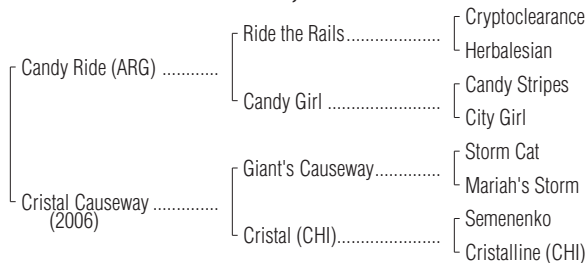 Cryptoclearance
Ride the Rails
Herbalesian
Candy Ride (ARG)
Candy Stripes
Candy Girl
City Girl
Storm Cat
Giant's Causeway
Mariah's Storm
Cristal Causeway
(2006)
Semenenko
Cristal (CHI)
Cristalline (CHI)